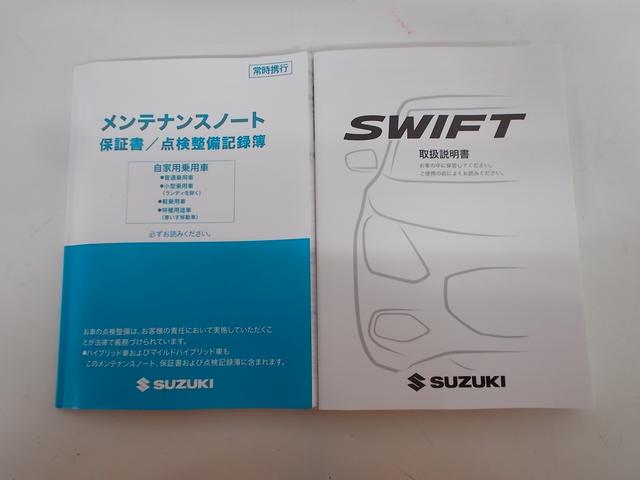 常時携行
メンテナンスノート
保証書／点検整備記録簿
自家用乗用車
●普通乗用車
●小型乗用車
(ランディを除く)
●軽乗用車
●特種用途車
(車いす移動車)
必ずお読みください。
お車の点検整備は、お客様の責任において実施していただくこ
とが法律で義務づけられています。
●ハイブリッド車およびマイルドハイブリッド車も
このメンテナンスノート、保証書および点検記録簿に含まれます。
SUZUKI
SWIFT
取扱説明書
お車の中に保管してください。
ご使用の前によくお読みください。
SUZUKI